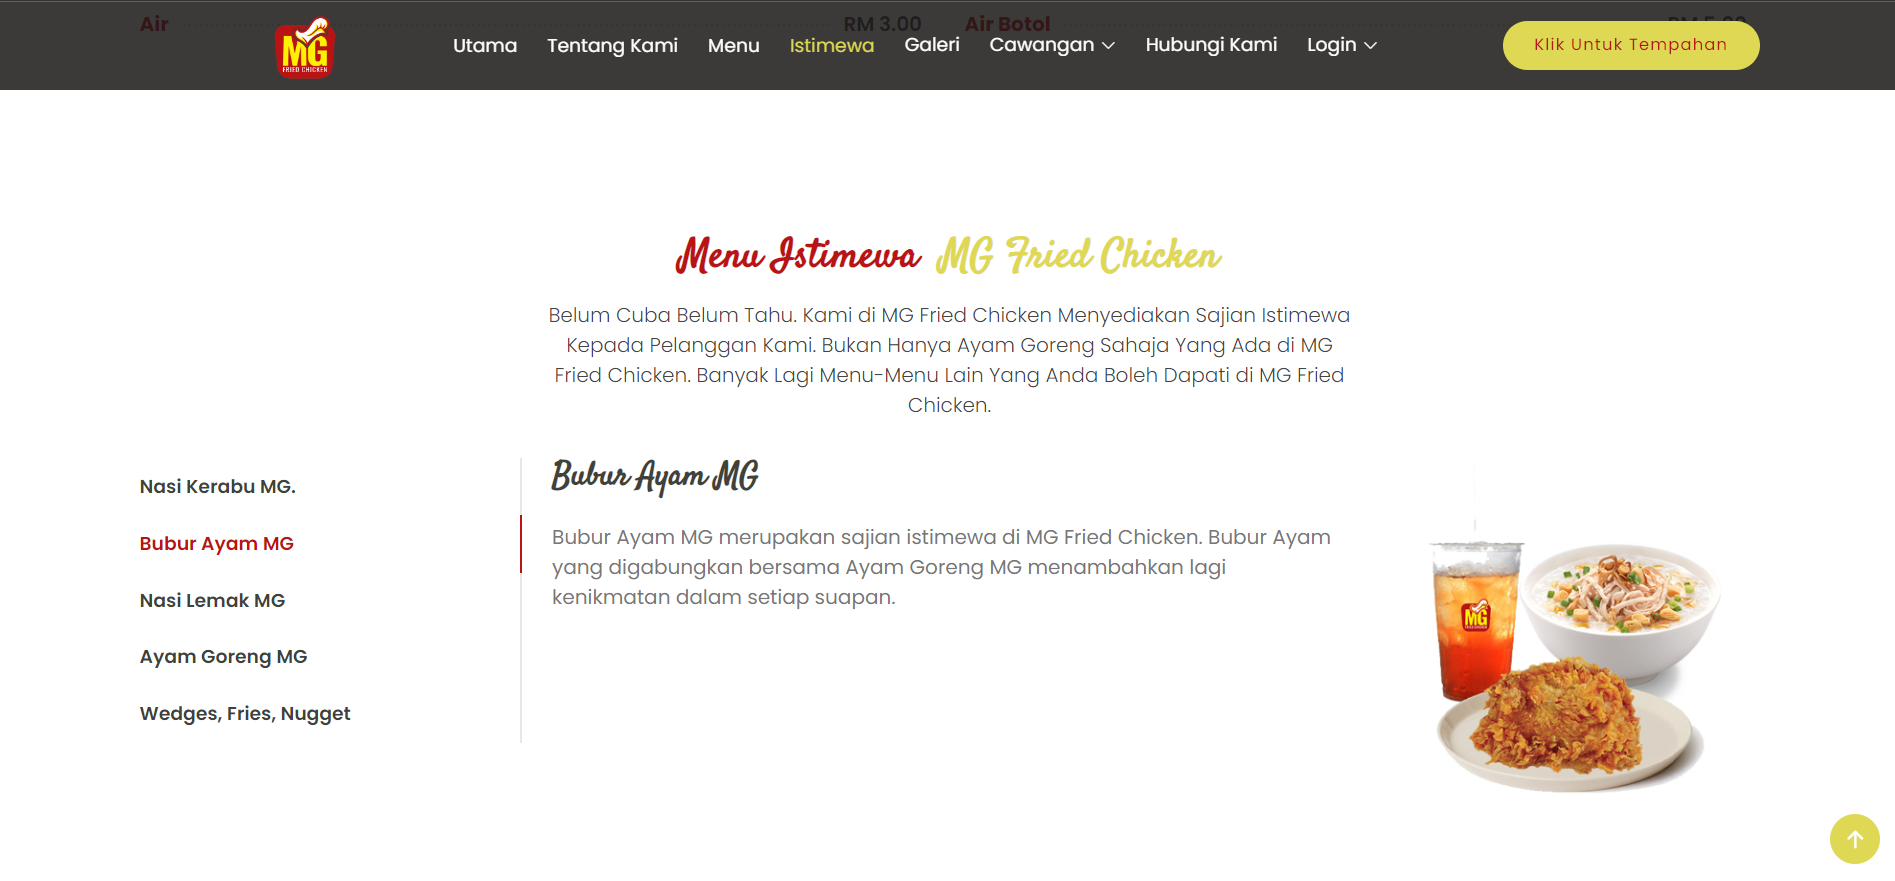 Air RM 3.00 Air Botol RM 5.00
MG
FRIED CHICKEN
Utama Tentang Kami Menu Istimewa Galeri Cawangan Hubungi Kami Login
Klik Untuk Tempahan
Menu Istimewa MG Fried Chicken
Belum Cuba Belum Tahu. Kami di MG Fried Chicken Menyediakan Sajian Istimewa
Kepada Pelanggan Kami. Bukan Hanya Ayam Goreng Sahaja Yang Ada di MG
Fried Chicken. Banyak Lagi Menu-Menu Lain Yang Anda Boleh Dapati di MG Fried
Chicken.
Nasi Kerabu MG.
Bubur Ayam MG
Nasi Lemak MG
Ayam Goreng MG
Wedges, Fries, Nugget
Bubur Ayam MG
Bubur Ayam MG merupakan sajian istimewa di MG Fried Chicken. Bubur Ayam
yang digabungkan bersama Ayam Goreng MG menambahkan lagi
kenikmatan dalam setiap suapan.
MG